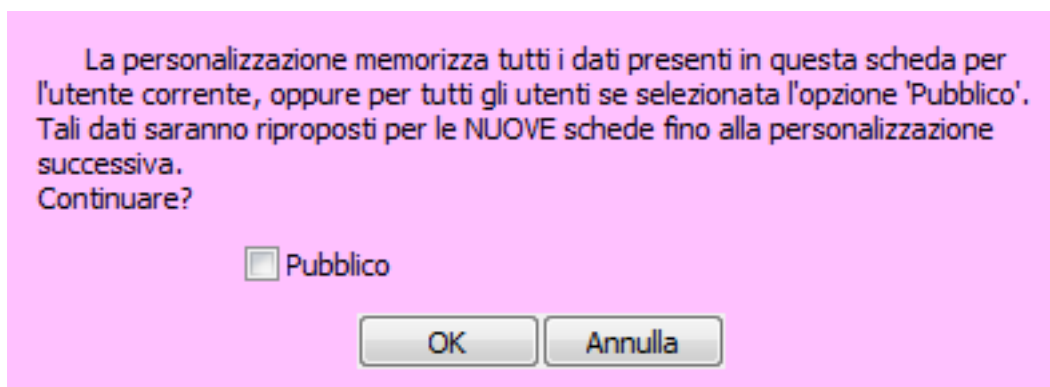 La personalizzazione memorizza tutti i dati presenti in questa scheda per
l'utente corrente, oppure per tutti gli utenti se selezionata l'opzione 'Pubblico'.
Tali dati saranno riproposti per le NUOVE schede fino alla personalizzazione
successiva.
Continuare?
Pubblico
OK Annulla